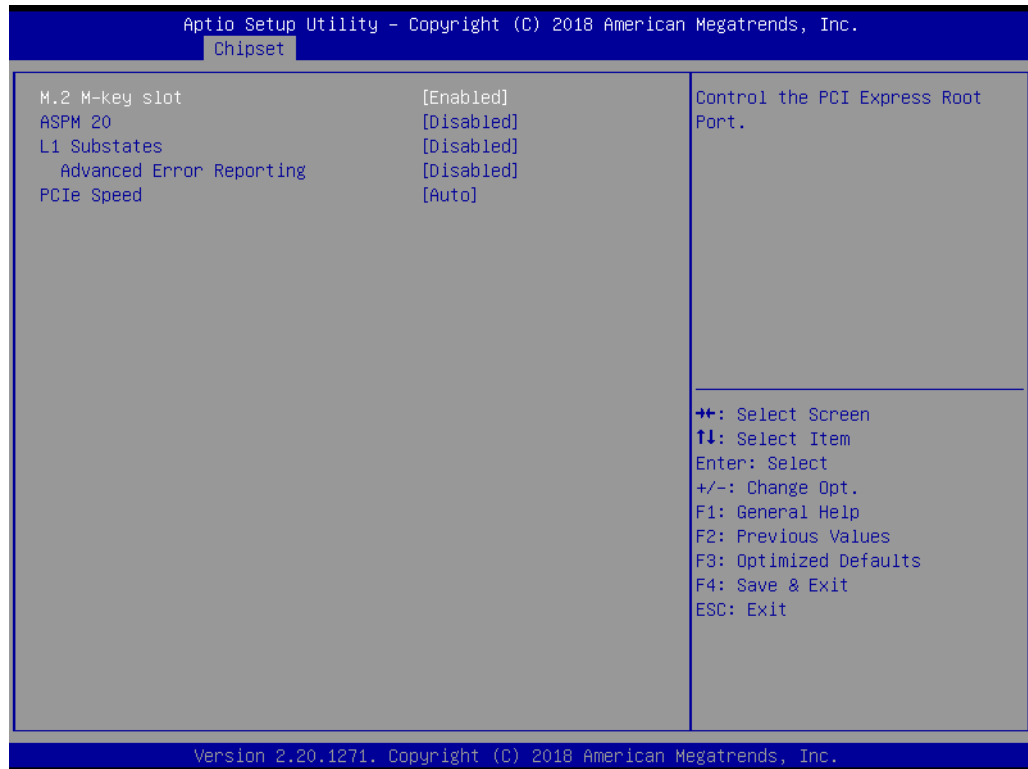 Aptio Setup Utility – Copyright (C) 2018 American Megatrends, Inc.
Chipset
M.2 M-key slot [Enabled]
ASPM 20 [Disabled]
L1 Substates [Disabled]
Advanced Error Reporting [Disabled]
PCIe Speed [Auto]
Control the PCI Express Root
Port.
→←: Select Screen
↑↓: Select Item
Enter: Select
+/-: Change Opt.
F1: General Help
F2: Previous Values
F3: Optimized Defaults
F4: Save & Exit
ESC: Exit
Version 2.20.1271. Copyright (C) 2018 American Megatrends, Inc.